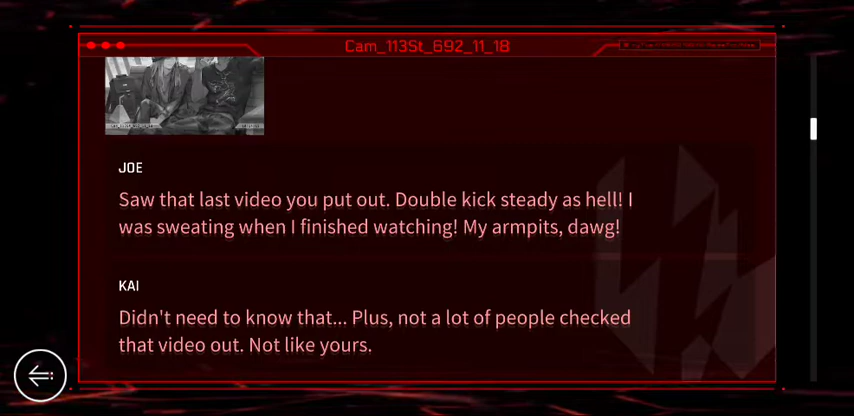 Cam_113St_692_11_18
JOE
Saw that last video you put out. Double kick steady as hell! I
was sweating when I finished watching! My armpits, dawg!
KAI
Didn't need to know that... Plus, not a lot of people checked
that video out. Not like yours.